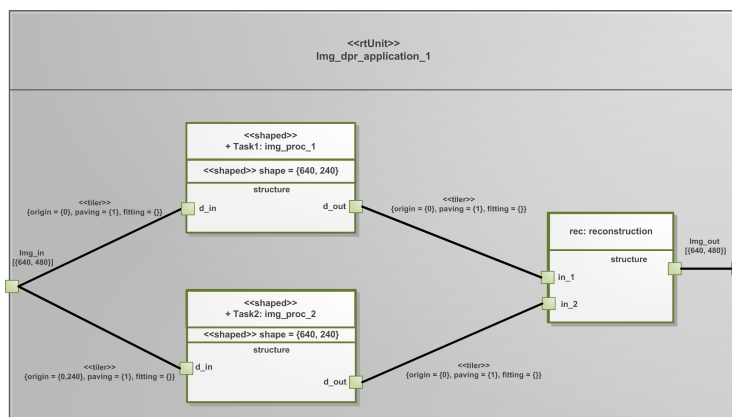 <<rtUnit>>
Img_dpr_application_1
<<shaped>>
+ Task1: img_proc_1
<<shaped>> shape = {640, 240}
structure
d_in
d_out
<<tiler>>
{origin = {0}, paving = {1}, fitting = {}}
<<tiler>>
{origin = {0}, paving = {1}, fitting = {}}
Img_in
[{640, 480}]
rec: reconstruction
structure
in_1
in_2
Img_out
[{640, 480}]
<<shaped>>
+ Task2: img_proc_2
<<shaped>> shape = {640, 240}
structure
d_in
d_out
<<tiler>>
{origin = {0,240}, paving = {1}, fitting = {}}
<<tiler>>
{origin = {0}, paving = {1}, fitting = {}}